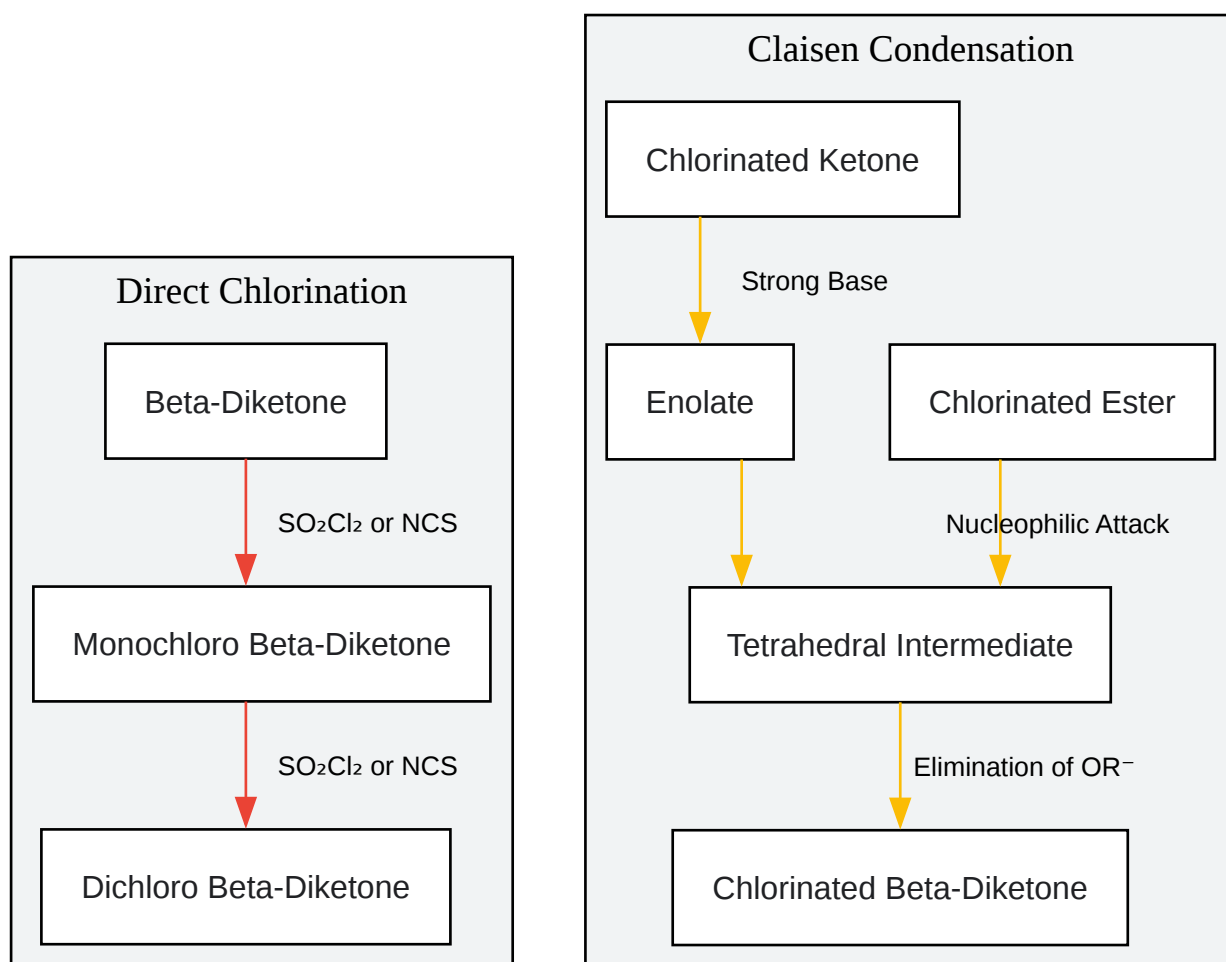 Direct Chlorination
Beta-Diketone
SO₂Cl₂ or NCS
Monochloro Beta-Diketone
SO₂Cl₂ or NCS
Dichloro Beta-Diketone
Claisen Condensation
Chlorinated Ketone
Strong Base
Enolate
Chlorinated Ester
Nucleophilic Attack
Tetrahedral Intermediate
Elimination of OR⁻
Chlorinated Beta-Diketone